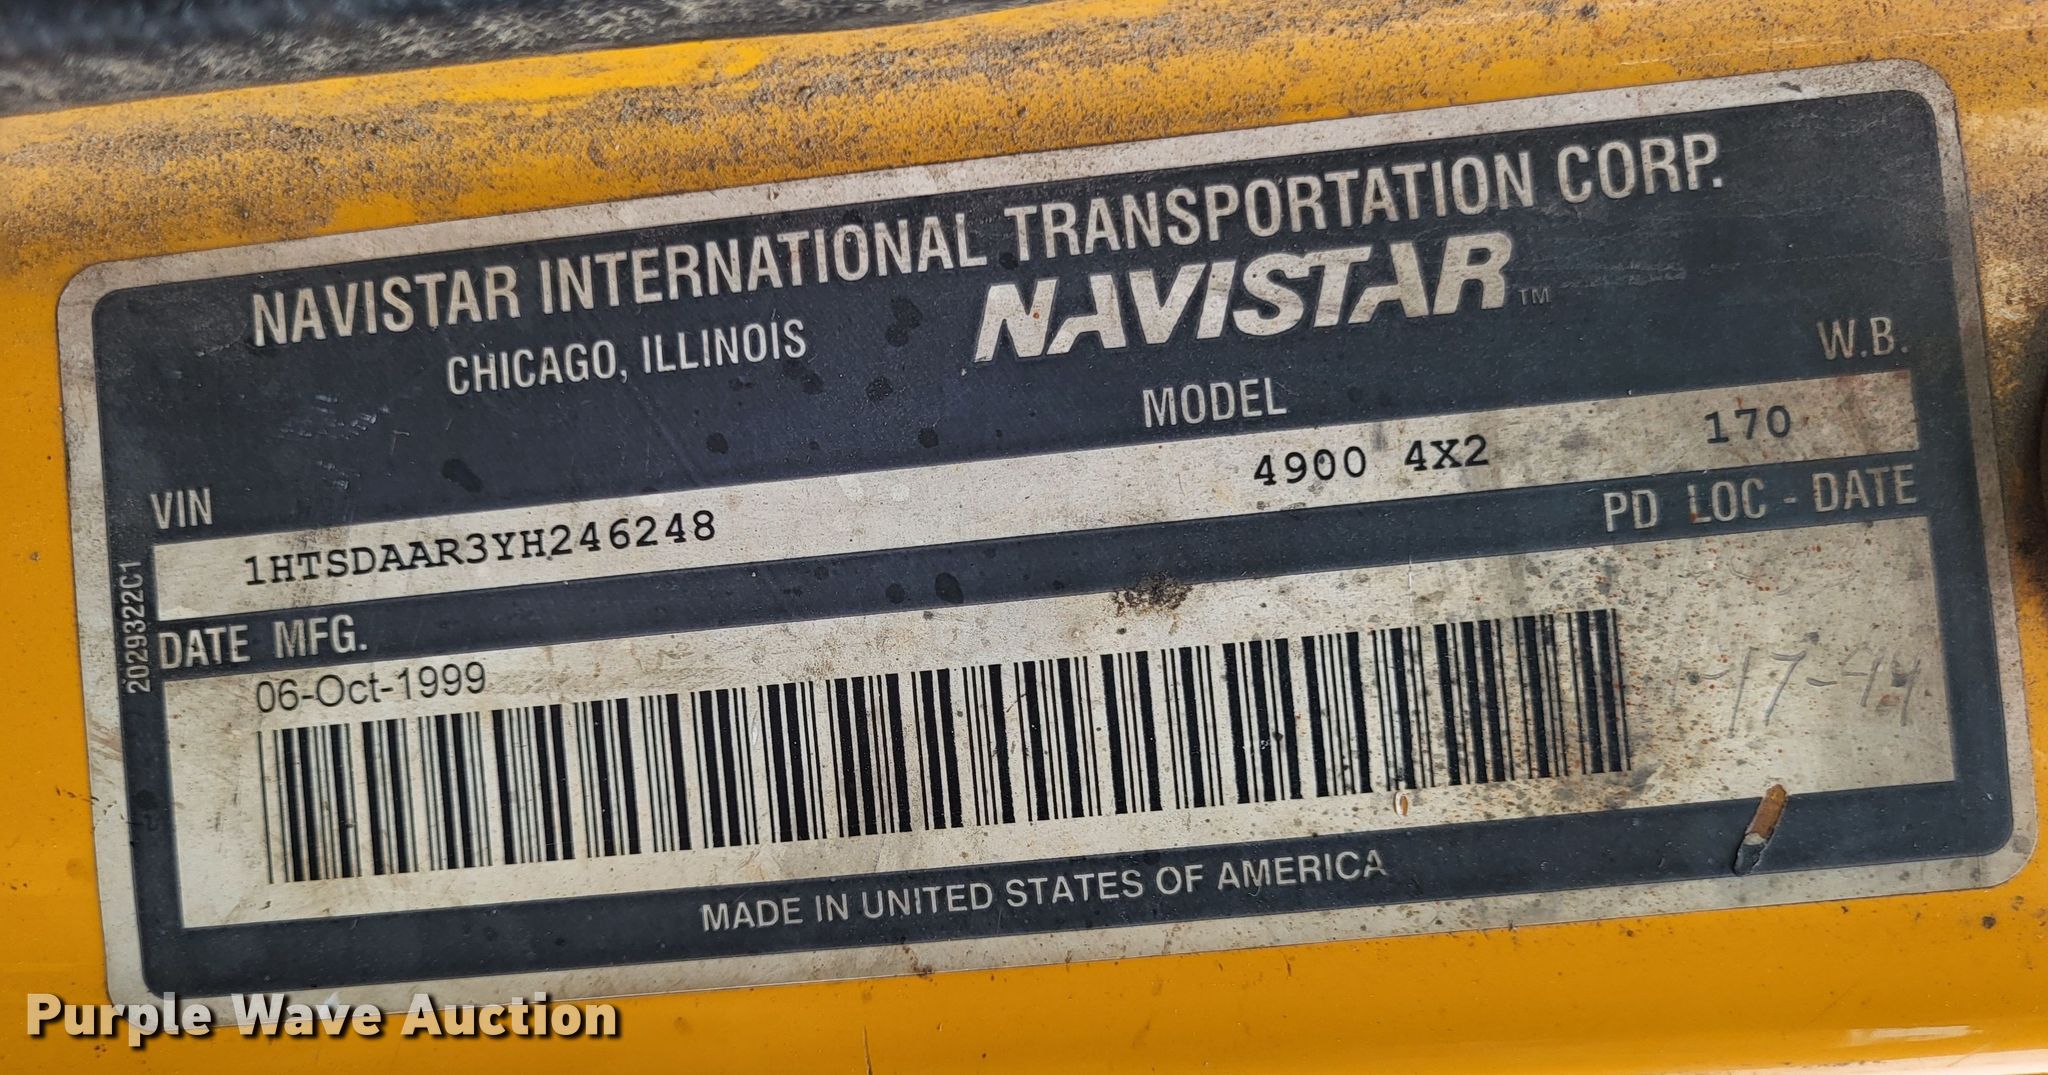 NAVISTAR INTERNATIONAL TRANSPORTATION CORP.
CHICAGO, ILLINOIS
NAVISTAR™
VIN
MODEL
W.B.
1HTSDAAR3YH246248
4900 4X2
170
DATE MFG.
PD LOC - DATE
06-Oct-1999
2029322C1
MADE IN UNITED STATES OF AMERICA
Purple Wave Auction